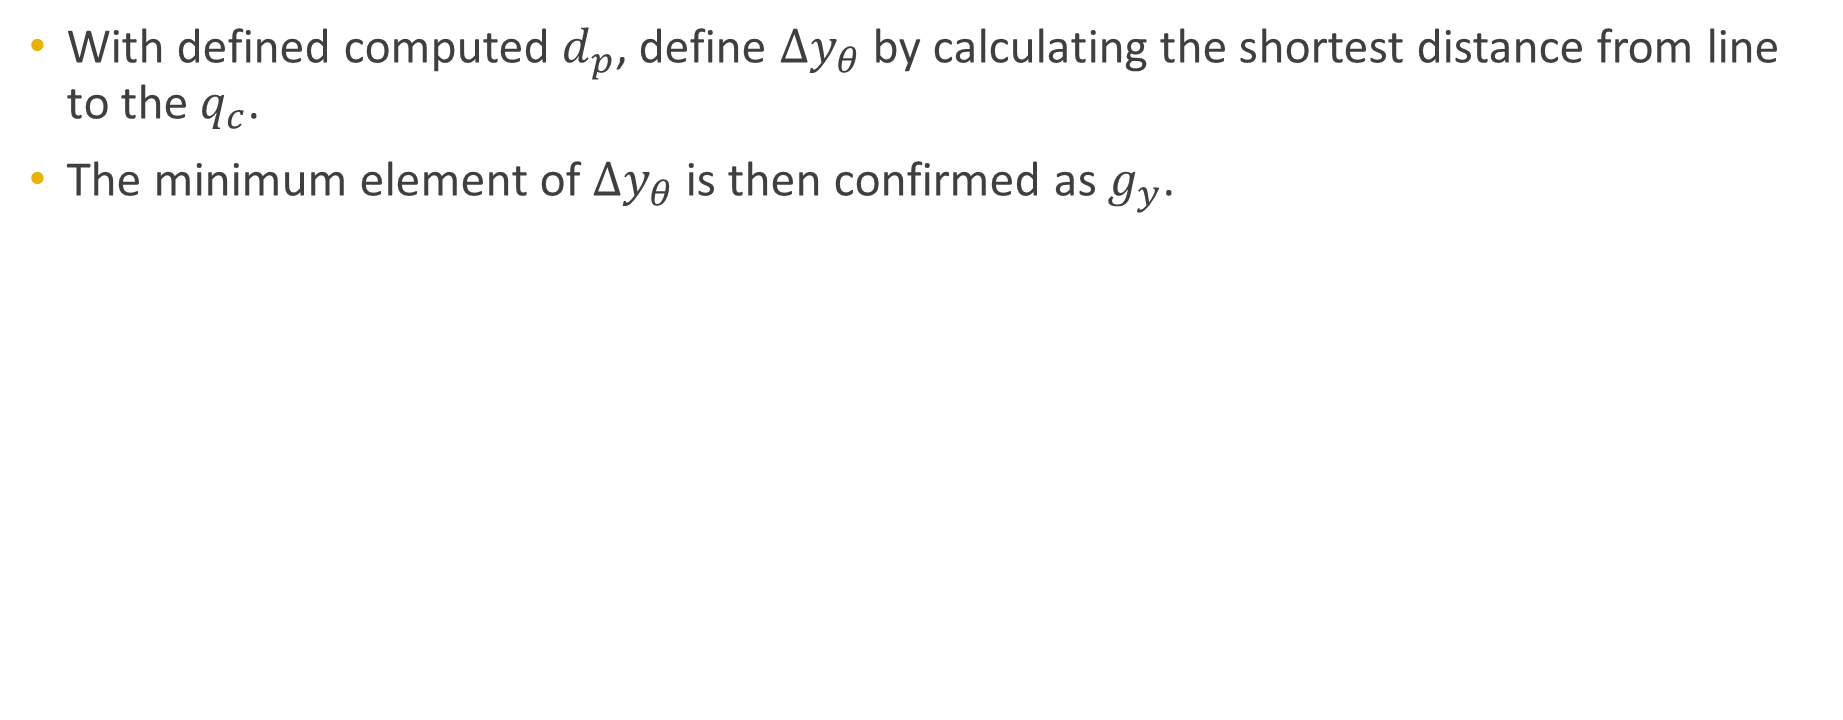 • With defined computed d_p, define Δy_θ by calculating the shortest distance from line
to the q_c.
• The minimum element of Δy_θ is then confirmed as g_y.